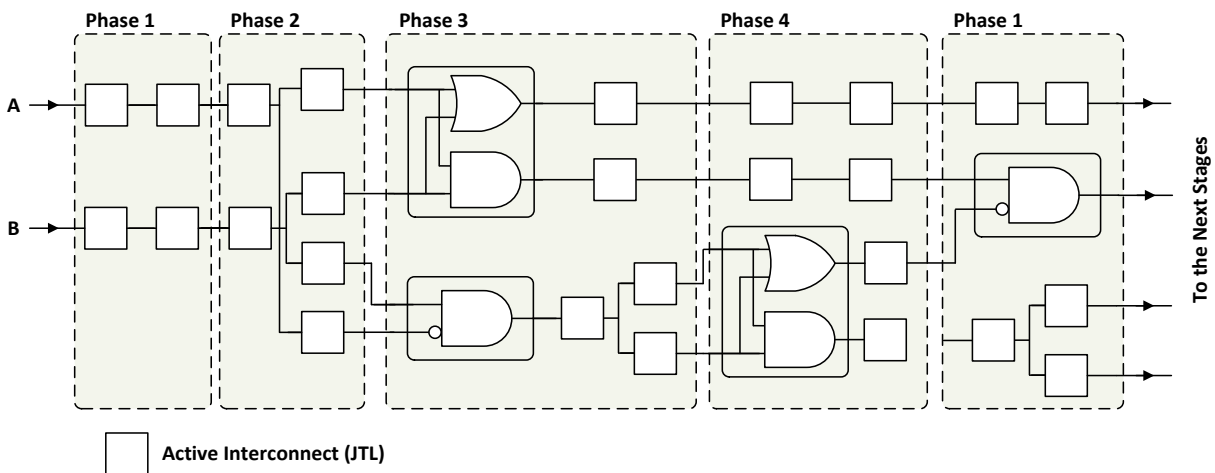 Phase 1
Phase 2
Phase 3
Phase 4
Phase 1
A
B
To the Next Stages
Active Interconnect (JTL)